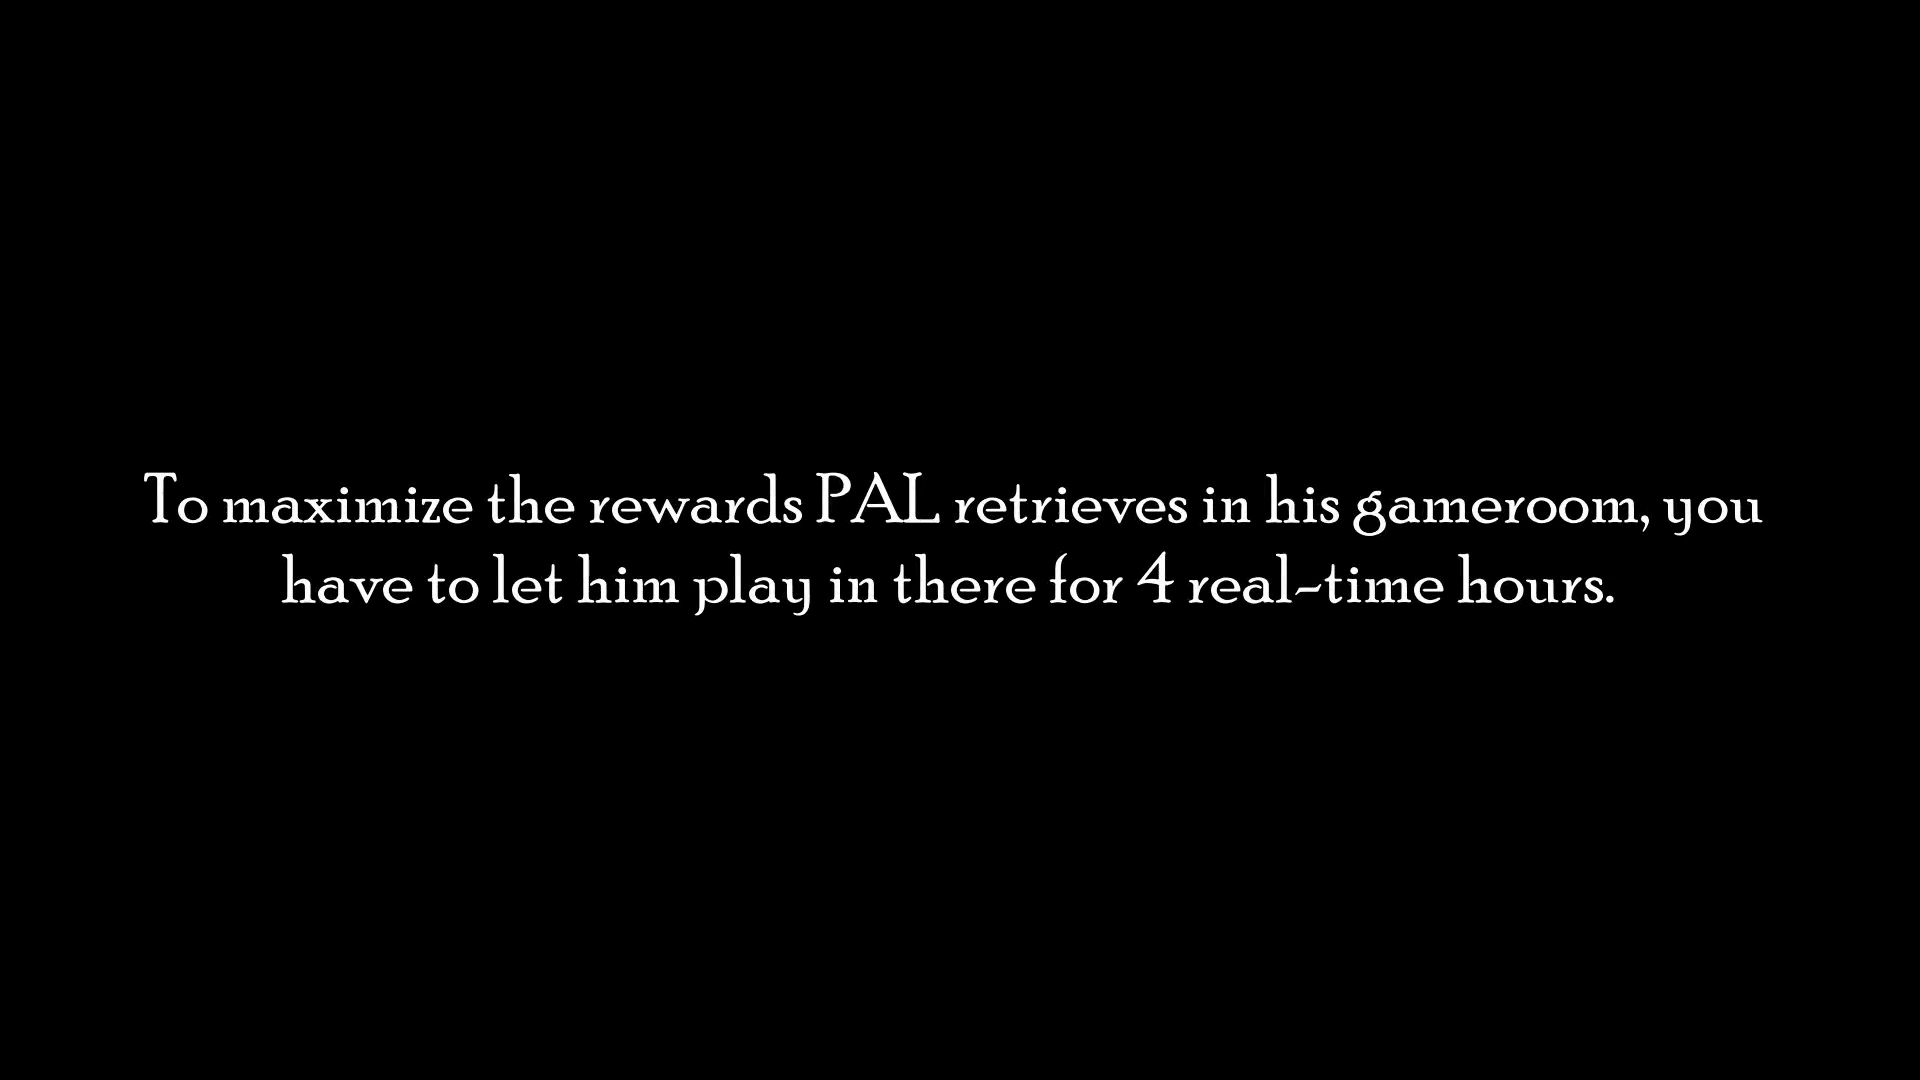 To maximize the rewards PAL retrieves in his gameroom, you
have to let him play in there for 4 real-time hours.